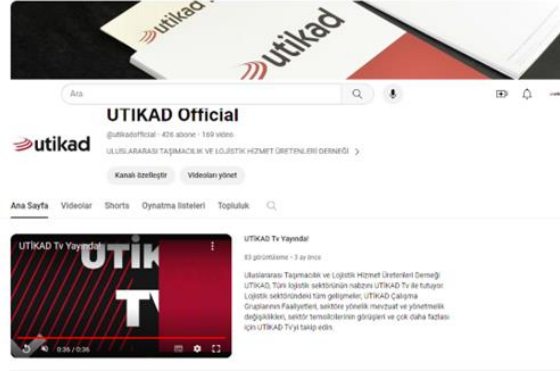 utikad
utikad
Ara
UTIKAD Official
utikad
@utikadofficial · 426 abone · 169 video
ULUSLARARASI TAŞIMACILIK VE LOJİSTİK HİZMET ÜRETENLERİ DERNEĞİ >
Kanalı özelleştir Videoları yönet
Ana Sayfa Videolar Shorts Oynatma listeleri Topluluk
UTİKAD Tv Yayında!
UTİK
TV
0:36 / 0:36
UTİKAD Tv Yayında!
83 görüntüleme · 3 ay önce
Uluslararası Taşımacılık ve Lojistik Hizmet Üretenleri Derneği
UTİKAD, Türk lojistik sektörünün nabzını UTİKAD Tv ile tutuyor.
Lojistik sektöründeki tüm gelişmeler, UTİKAD Çalışma
Gruplarının Faaliyetleri, sektöre yönelik mevzuat ve yönetmelik
değişiklikleri, sektör temsilcilerinin görüşleri ve çok daha fazlası
için UTİKAD TV'yi takip edin.